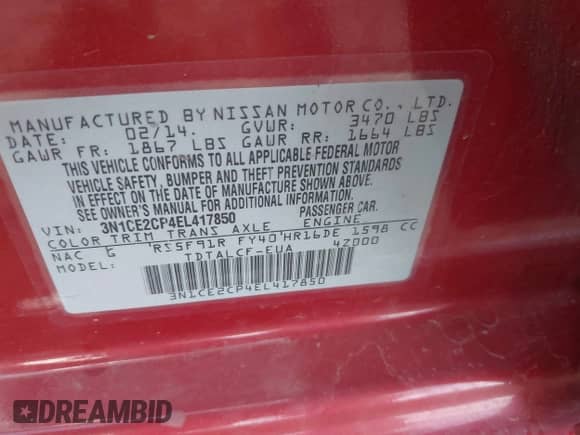 MANUFACTURED BY NISSAN MOTOR CO., LTD.
DATE: 02/14. GVWR: 3470 LBS
GAWR FR: 1867 LBS GAWR RR: 1664 LBS
THIS VEHICLE CONFORMS TO ALL APPLICABLE FEDERAL MOTOR
VEHICLE SAFETY, BUMPER AND THEFT PREVENTION STANDARDS
IN EFFECT ON THE DATE OF MANUFACTURE SHOWN ABOVE.
SEE OWNER'S MANUAL FOR ADDITIONAL INFORMATION.
VIN: 3N1CE2CP4EL417850 PASSENGER CAR.
COLOR TRIM TRANS AXLE ENGINE
NAC G RS5F91R FY40 HR16DE 1598 CC
MODEL: TDTALCF-EUA 42000
3N1CE2CP4EL417850
DREAMBID